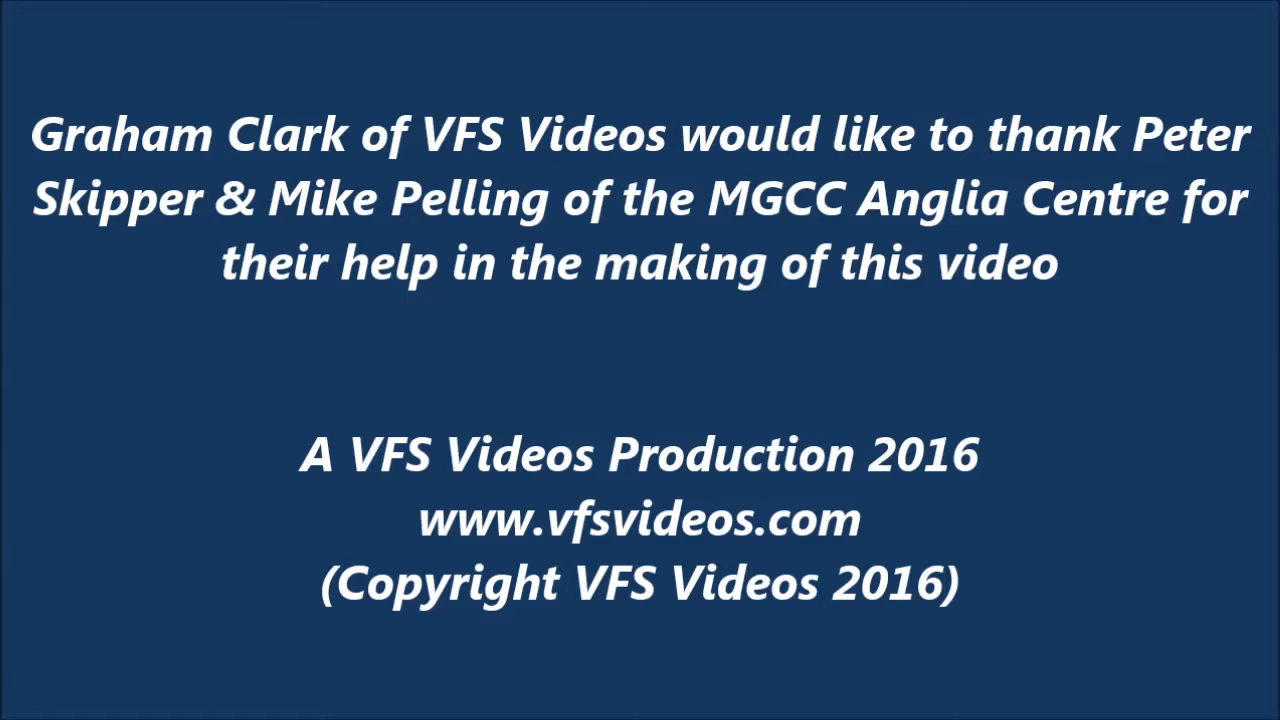 Graham Clark of VFS Videos would like to thank Peter
Skipper & Mike Pelling of the MGCC Anglia Centre for
their help in the making of this video
A VFS Videos Production 2016
www.vfsvideos.com
(Copyright VFS Videos 2016)